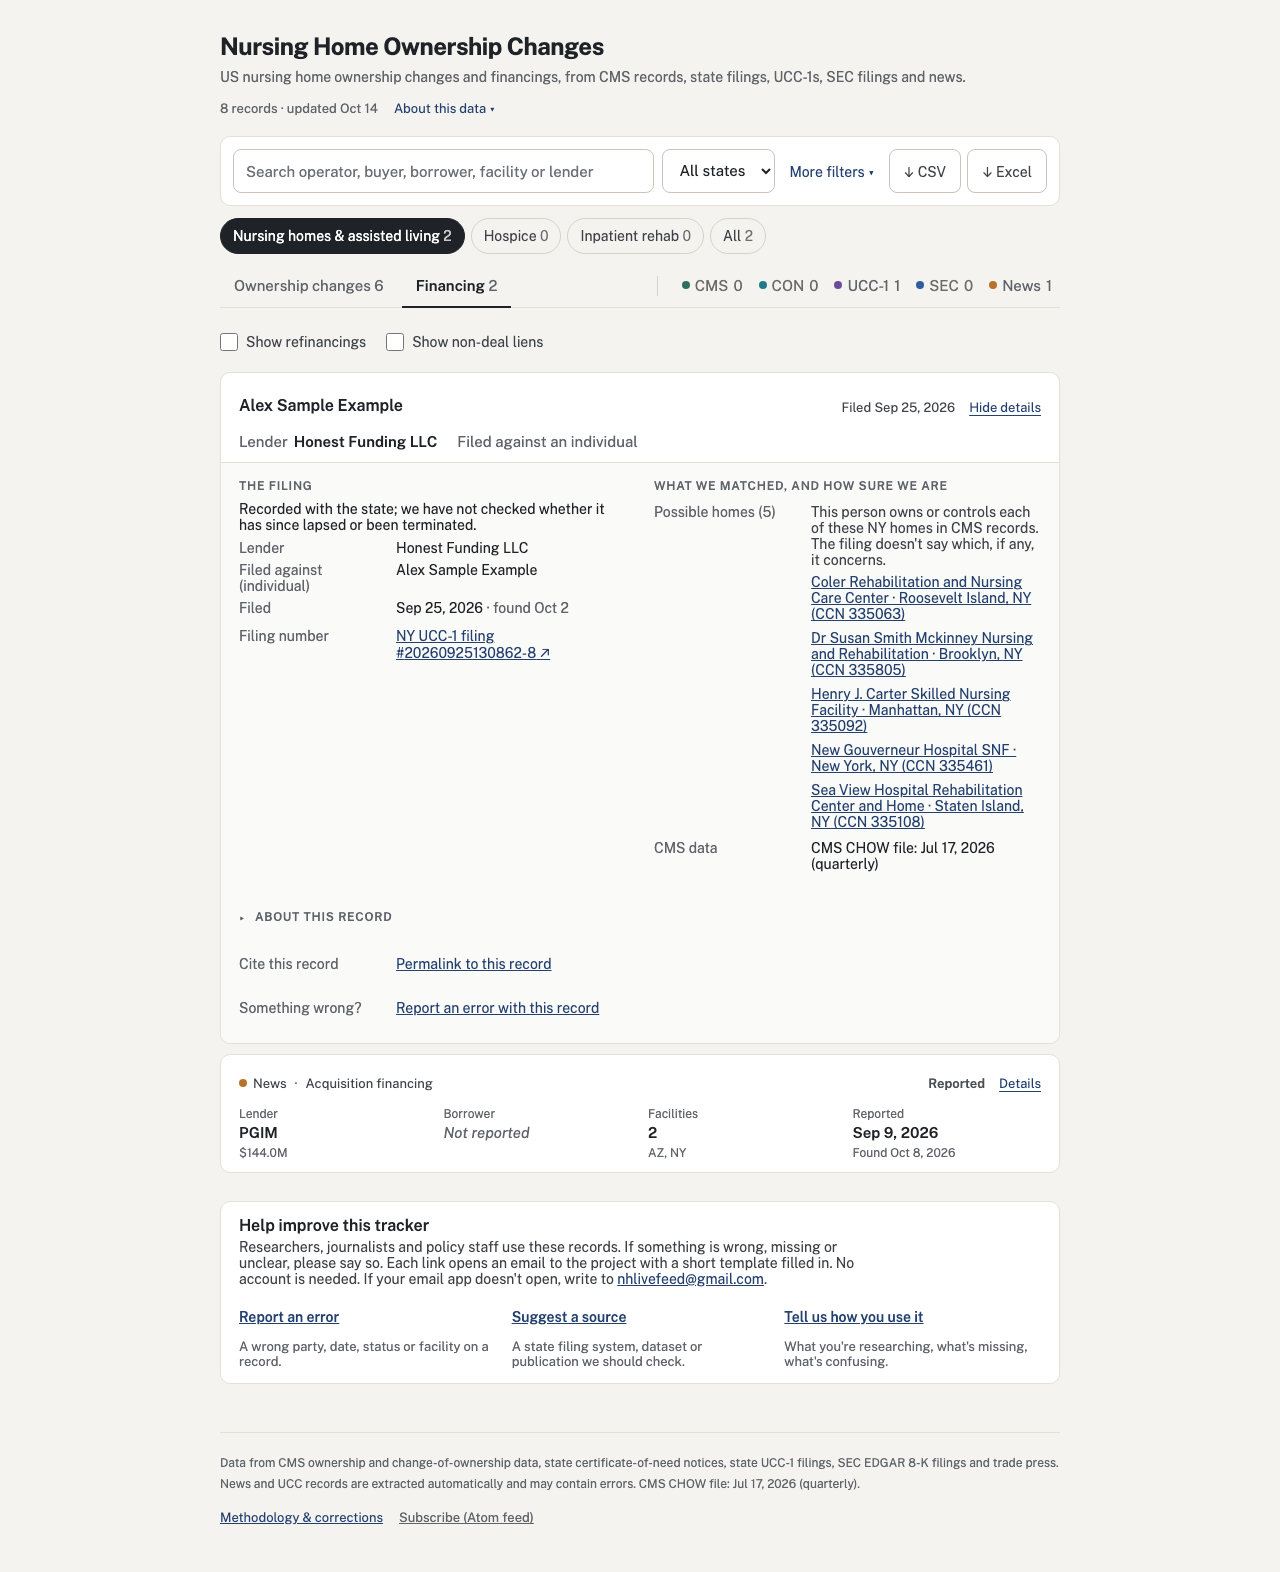 Nursing Home Ownership Changes
US nursing home ownership changes and financings, from CMS records, state filings, UCC-1s, SEC filings and news.
8 records · updated Oct 14 About this data ▾
Search operator, buyer, borrower, facility or lender All states More filters ▾ ↓ CSV ↓ Excel
Nursing homes & assisted living 2 Hospice 0 Inpatient rehab 0 All 2
Ownership changes 6 Financing 2 CMS 0 CON 0 UCC-1 1 SEC 0 News 1
Show refinancings Show non-deal liens
Alex Sample Example
Filed Sep 25, 2026 Hide details
Lender Honest Funding LLC Filed against an individual
THE FILING
Recorded with the state; we have not checked whether it
has since lapsed or been terminated.
Lender Honest Funding LLC
Filed against
(individual)
Alex Sample Example
Filed Sep 25, 2026 · found Oct 2
Filing number NY UCC-1 filing
#20260925130862-8 ↗
WHAT WE MATCHED, AND HOW SURE WE ARE
Possible homes (5) This person owns or controls each
of these NY homes in CMS records.
The filing doesn't say which, if any,
it concerns.
Coler Rehabilitation and Nursing
Care Center · Roosevelt Island, NY
(CCN 335063)
Dr Susan Smith Mckinney Nursing
and Rehabilitation · Brooklyn, NY
(CCN 335805)
Henry J. Carter Skilled Nursing
Facility · Manhattan, NY (CCN
335092)
New Gouverneur Hospital SNF ·
New York, NY (CCN 335461)
Sea View Hospital Rehabilitation
Center and Home · Staten Island,
NY (CCN 335108)
CMS data CMS CHOW file: Jul 17, 2026
(quarterly)
▸ ABOUT THIS RECORD
Cite this record Permalink to this record
Something wrong? Report an error with this record
News · Acquisition financing Reported Details
Lender Borrower Facilities Reported
PGIM Not reported 2 Sep 9, 2026
$144.0M AZ, NY Found Oct 8, 2026
Help improve this tracker
Researchers, journalists and policy staff use these records. If something is wrong, missing or
unclear, please say so. Each link opens an email to the project with a short template filled in. No
account is needed. If your email app doesn't open, write to nhlivefeed@gmail.com.
Report an error Suggest a source Tell us how you use it
A wrong party, date, status or facility on a
record.
A state filing system, dataset or
publication we should check.
What you're researching, what's missing,
what's confusing.
Data from CMS ownership and change-of-ownership data, state certificate-of-need notices, state UCC-1 filings, SEC EDGAR 8-K filings and trade press.
News and UCC records are extracted automatically and may contain errors. CMS CHOW file: Jul 17, 2026 (quarterly).
Methodology & corrections Subscribe (Atom feed)